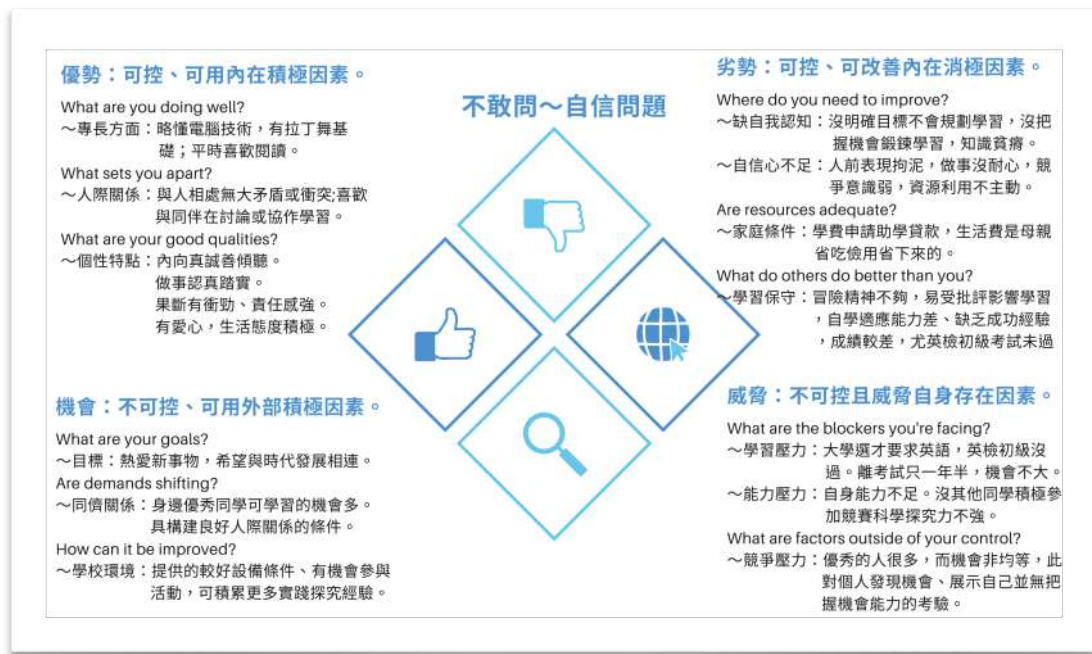 優勢：可控、可用內在積極因素。
What are you doing well?
～專長方面：略懂電腦技術，有拉丁舞基
礎；平時喜歡閱讀。
What sets you apart?
～人際關係：與人相處無大矛盾或衝突;喜歡
與同伴在討論或協作學習。
What are your good qualities?
～個性特點：內向真誠善傾聽。
做事認真踏實。
果斷有衝勁、責任感強。
有愛心，生活態度積極。
不敢問～自信問題
劣勢：可控、可改善內在消極因素。
Where do you need to improve?
～缺自我認知：沒明確目標不會規劃學習，沒把
握機會鍛鍊學習，知識貧瘠。
～自信心不足：人前表現拘泥，做事沒耐心，競
爭意識弱，資源利用不主動。
Are resources adequate?
～家庭條件：學費申請助學貸款，生活費是母親
省吃儉用省下來的。
What do others do better than you?
～學習保守：冒險精神不夠，易受批評影響學習
，自學適應能力差、缺乏成功經驗
，成績較差，尤英檢初級考試未過
機會：不可控、可用外部積極因素。
What are your goals?
～目標：熱愛新事物，希望與時代發展相連。
Are demands shifting?
～同儕關係：身邊優秀同學可學習的機會多。
具構建良好人際關係的條件。
How can it be improved?
～學校環境：提供的較好設備條件、有機會參與
活動，可積累更多實踐探究經驗。
威脅：不可控且威脅自身存在因素。
What are the blockers you're facing?
～學習壓力：大學選才要求英語，英檢初級沒
過。離考試只一年半，機會不大。
～能力壓力：自身能力不足。沒其他同學積極參
加競賽科學探究力不強。
What are factors outside of your control?
～競爭壓力：優秀的人很多，而機會非均等，此
對個人發現機會、展示自己並無把
握機會能力的考驗。